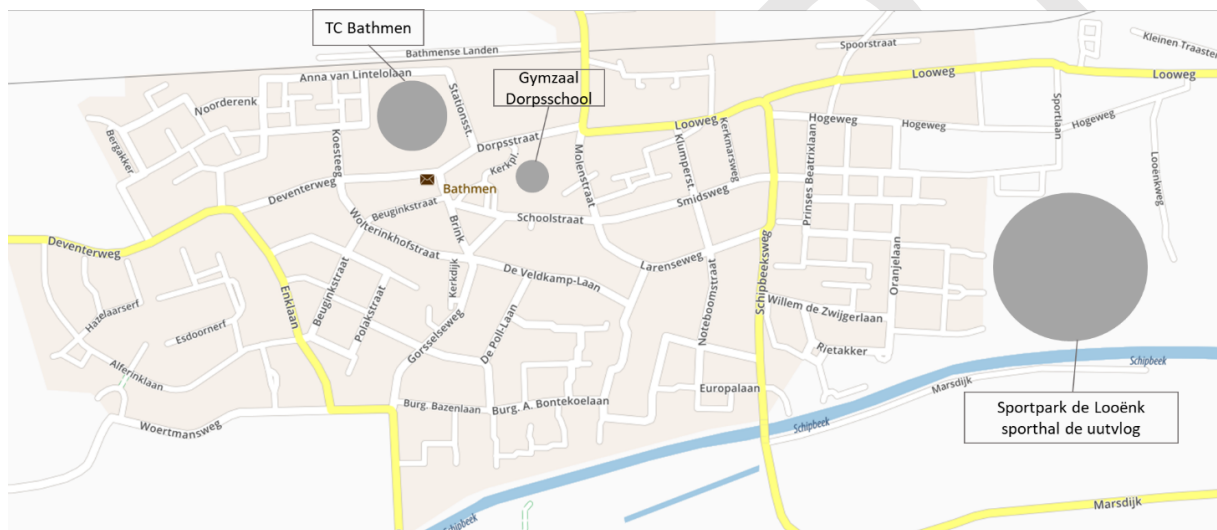 TC Bathmen
Bathmense Landen
Spoorstraat
Kleinen Traasten
Gymzaal
Dorpsschool
Anna van Lintelolaan
Looweg
Looweg
Noorderenk
Stationsst.
Sportlaan
Hogeweg
Hogeweg
Hogeweg
Looweg
Bergakker
Koesteeg
Dorpsstraat
Kerkpl.
Molenstraat
Klumperst.
Kerkmarsweg
Prinses Beatrixlaan
Looënkweg
Deventerweg
Bathmen
Smidsweg
Beuginkstraat
Brink
Schoolstraat
Wolterinkhofstraat
Deventerweg
Larenseweg
Schipbeeksweg
Oranjelaan
De Veldkamp-Laan
Kerkdijk
Enklaan
Beuginkstraat
Polakstraat
Hazelaarserf
Esdoornerf
Gorsselseweg
De Poll-Laan
Noteboomstraat
Willem de Zwijgerlaan
Rietakker
Alferinklaan
Europalaan
Schipbeek
Marsdijk
Burg. Bazenlaan
Burg. A. Bontekoelaan
Woertmansweg
Schipbeek
Sportpark de Looënk
sporthal de uutvlog
Marsdijk
Schipbeek